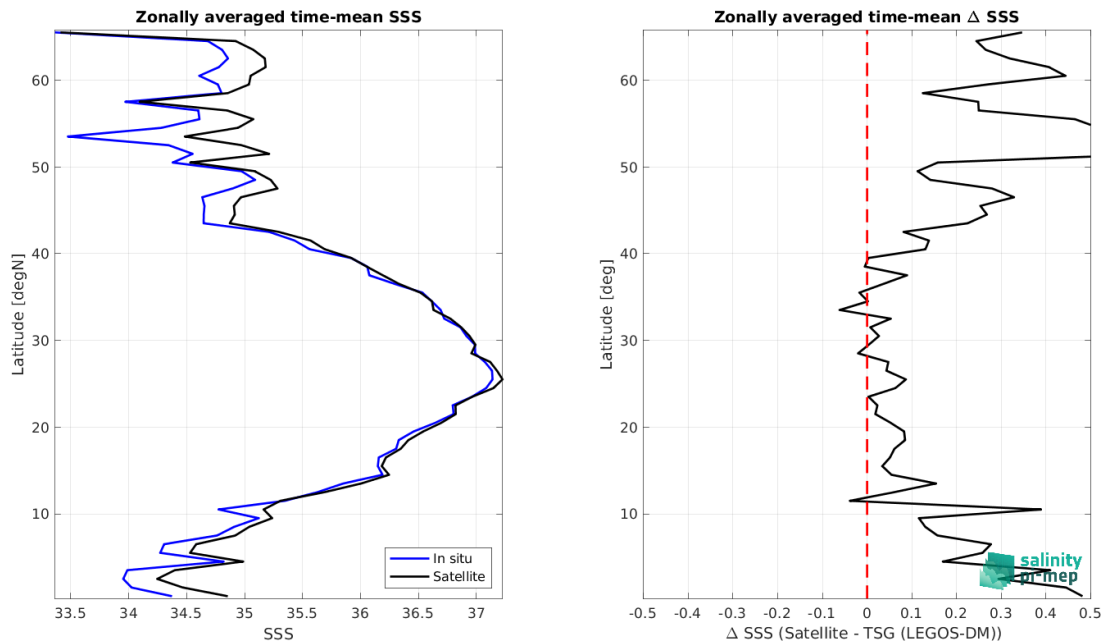 Zonally averaged time-mean SSS
Latitude [degN]
60
50
40
30
20
10
33.5 34 34.5 35 35.5 36 36.5 37
SSS
In situ
Satellite
Zonally averaged time-mean Δ SSS
Latitude [deg]
60
50
40
30
20
10
-0.5 -0.4 -0.3 -0.2 -0.1 0 0.1 0.2 0.3 0.4 0.5
Δ SSS (Satellite - TSG (LEGOS-DM))
salinity
pi-mep